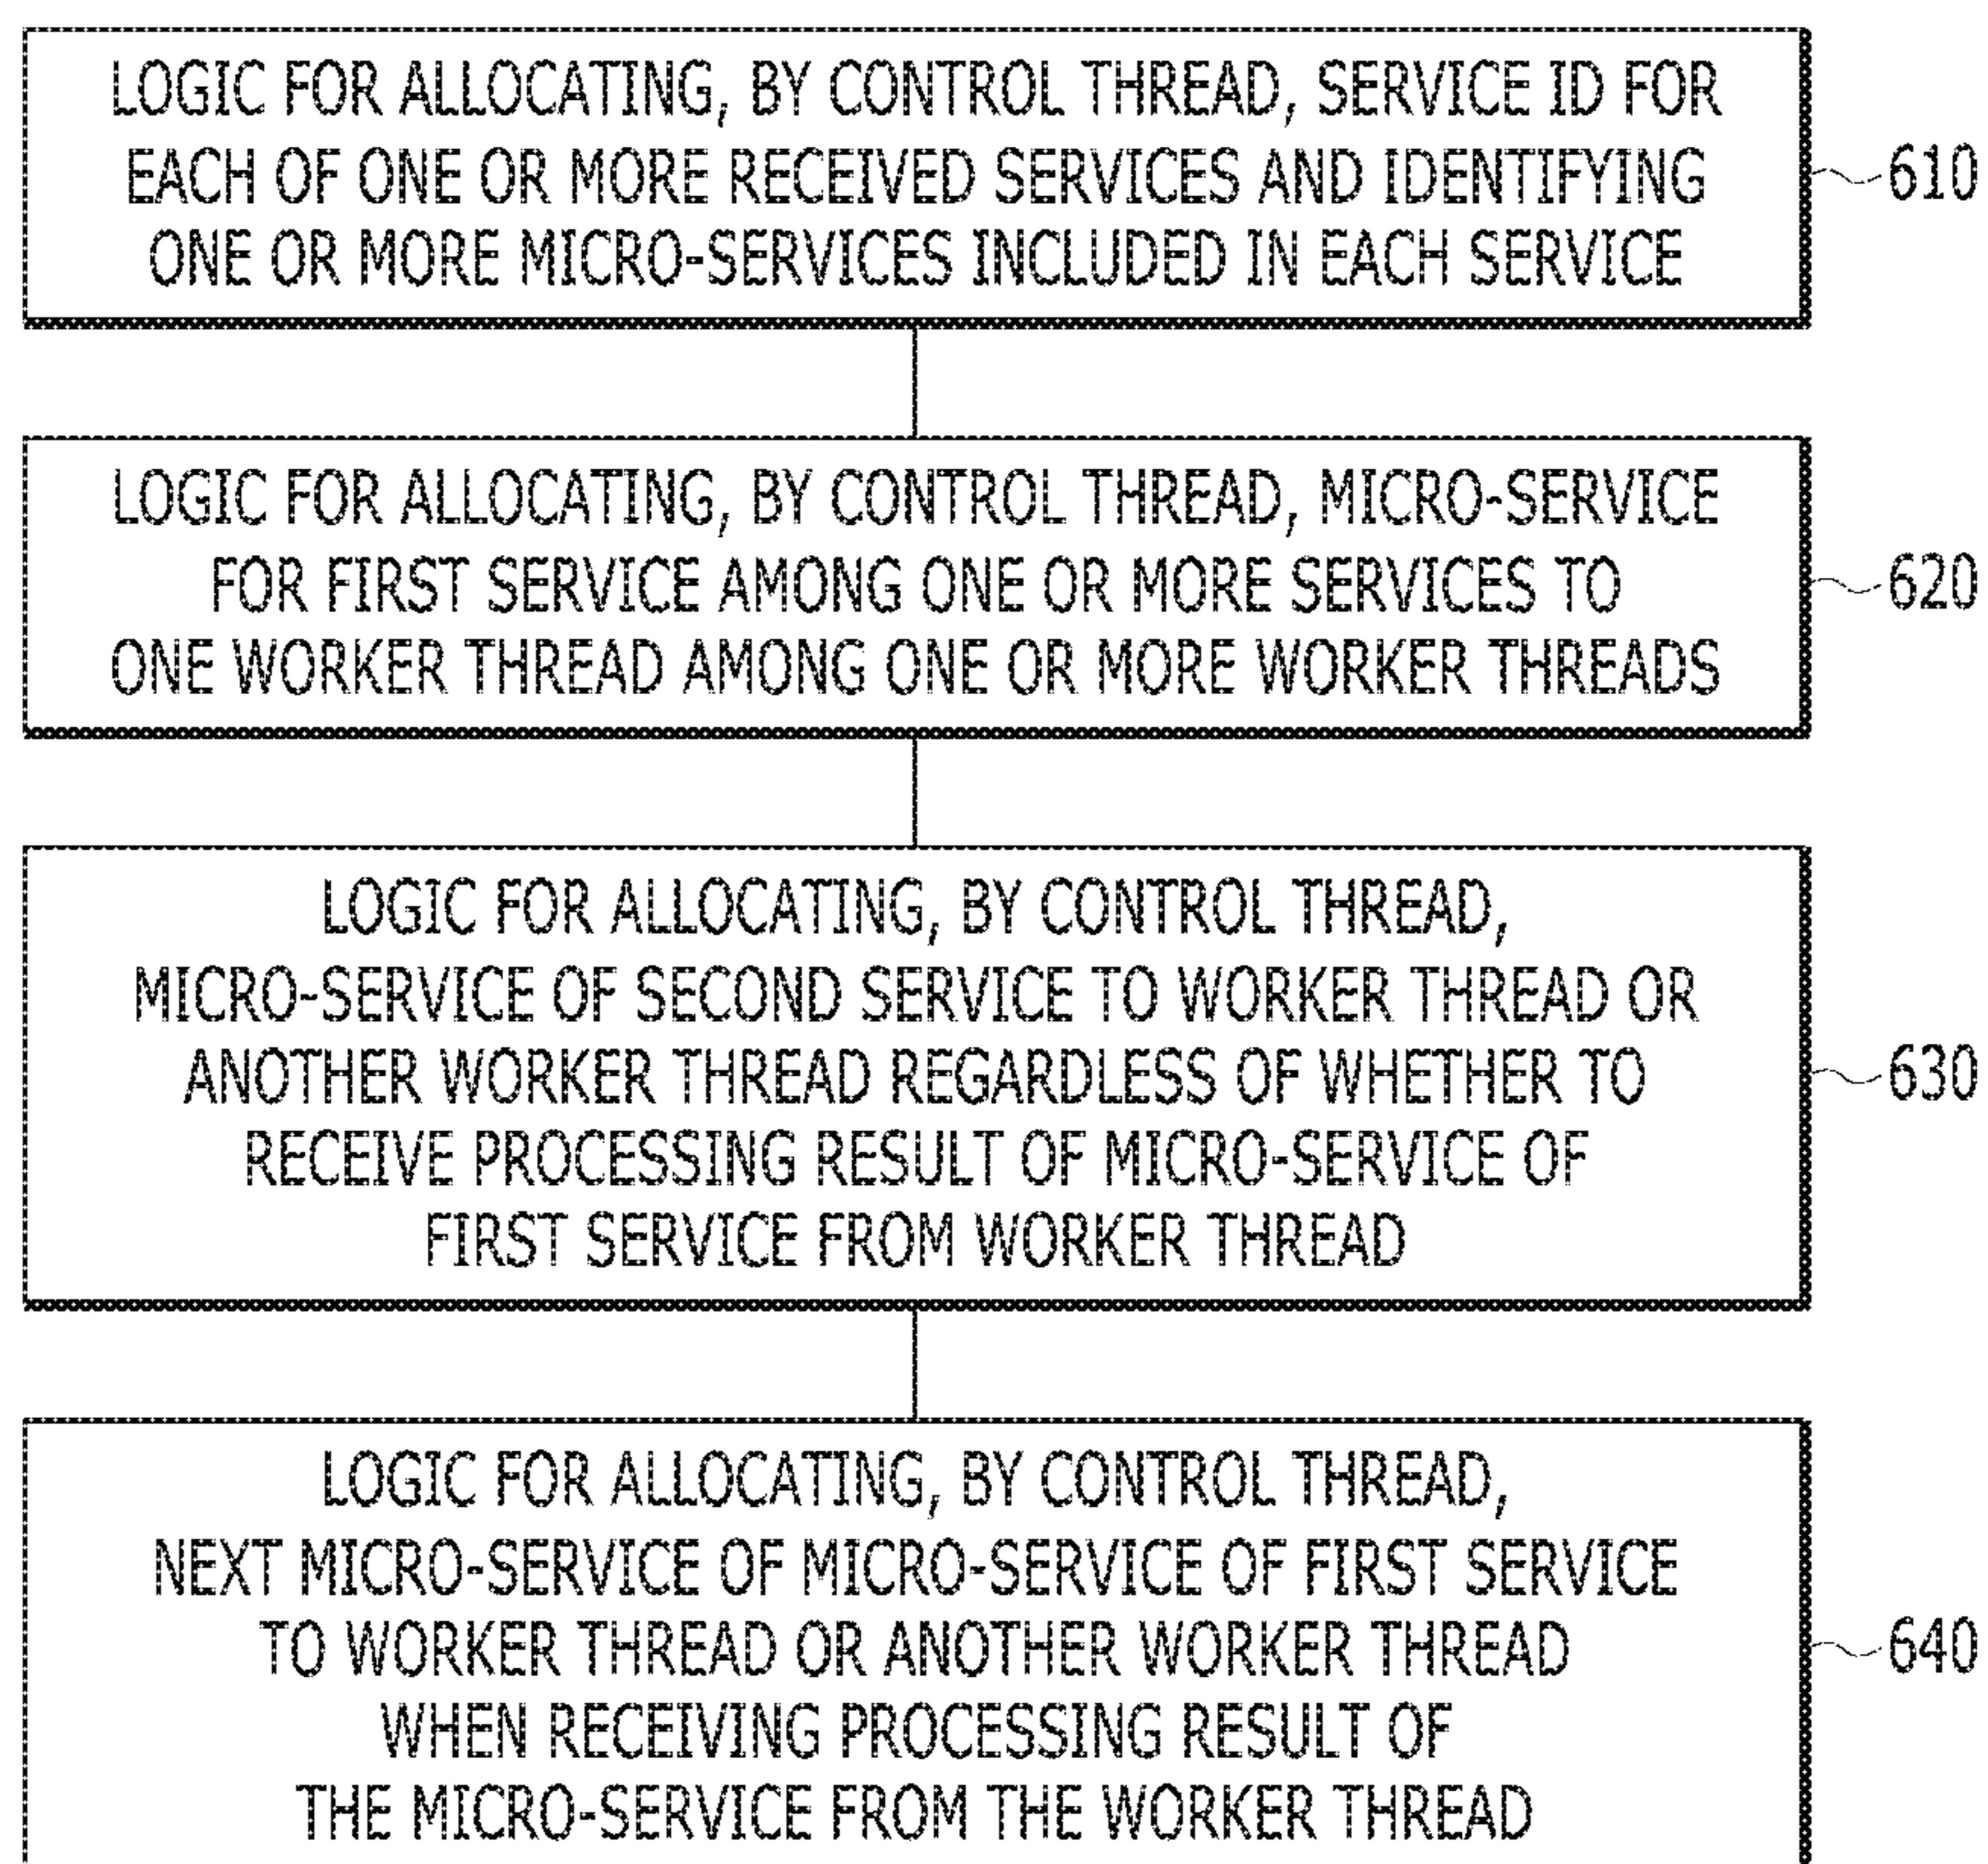 LOGIC FOR ALLOCATING, BY CONTROL THREAD, SERVICE ID FOR
EACH OF ONE OR MORE RECEIVED SERVICES AND IDENTIFYING
ONE OR MORE MICRO-SERVICES INCLUDED IN EACH SERVICE
610
LOGIC FOR ALLOCATING, BY CONTROL THREAD, MICRO-SERVICE
FOR FIRST SERVICE AMONG ONE OR MORE SERVICES TO
ONE WORKER THREAD AMONG ONE OR MORE WORKER THREADS
620
LOGIC FOR ALLOCATING, BY CONTROL THREAD,
MICRO-SERVICE OF SECOND SERVICE TO WORKER THREAD OR
ANOTHER WORKER THREAD REGARDLESS OF WHETHER TO
RECEIVE PROCESSING RESULT OF MICRO-SERVICE OF
FIRST SERVICE FROM WORKER THREAD
630
LOGIC FOR ALLOCATING, BY CONTROL THREAD,
NEXT MICRO-SERVICE OF MICRO-SERVICE OF FIRST SERVICE
TO WORKER THREAD OR ANOTHER WORKER THREAD
WHEN RECEIVING PROCESSING RESULT OF
THE MICRO-SERVICE FROM THE WORKER THREAD
640